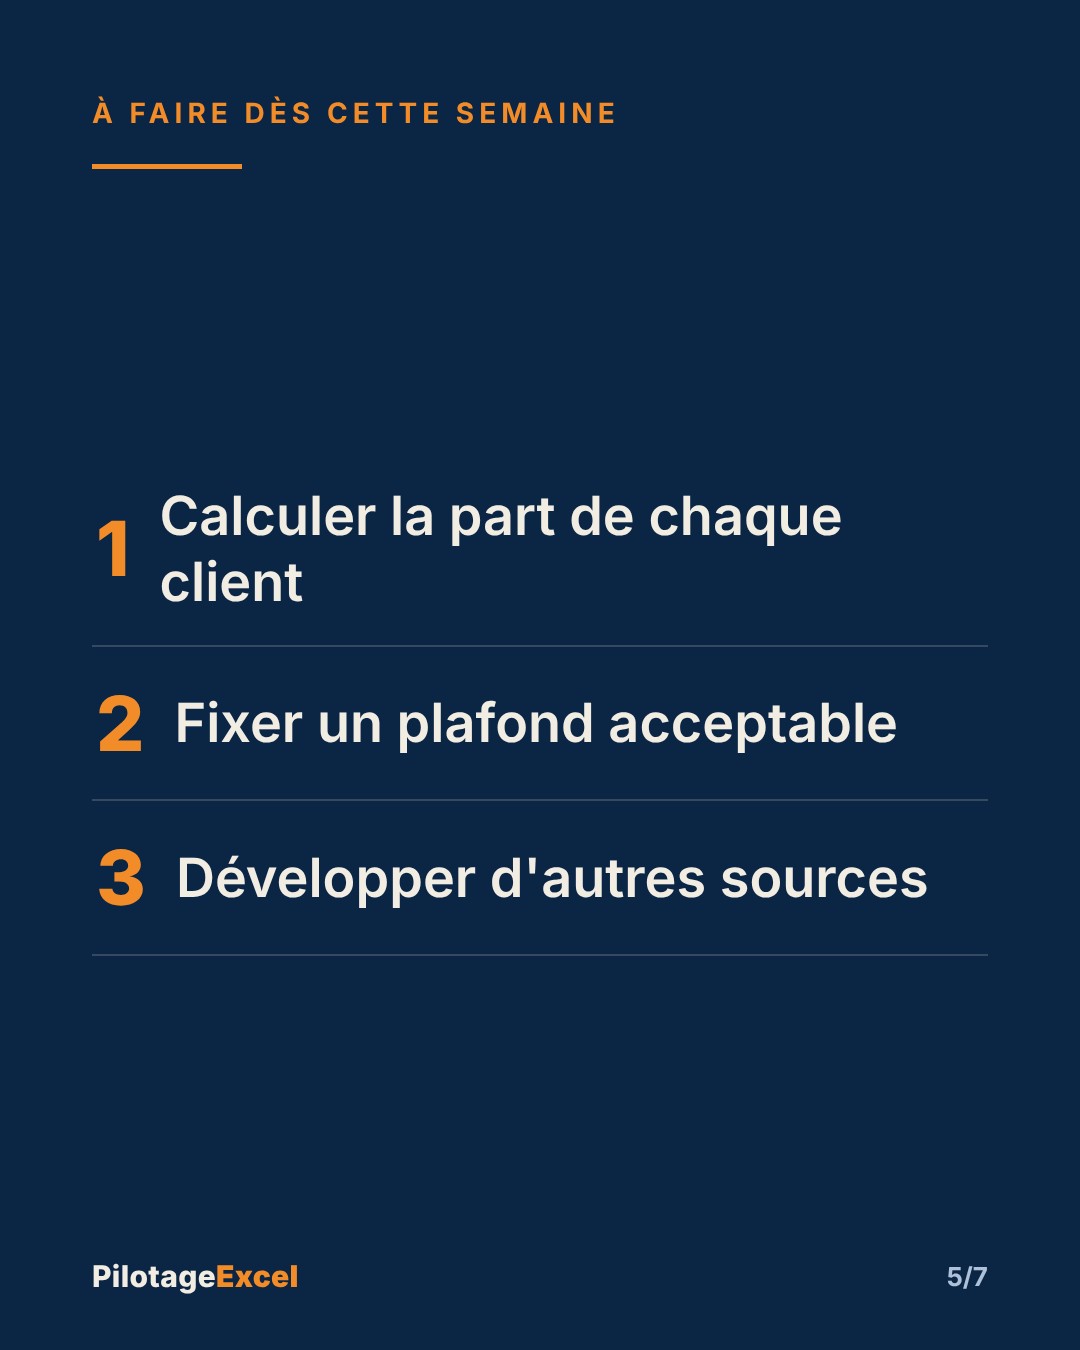 À FAIRE DÈS CETTE SEMAINE
1 Calculer la part de chaque
client
2 Fixer un plafond acceptable
3 Développer d'autres sources
PilotageExcel
5/7